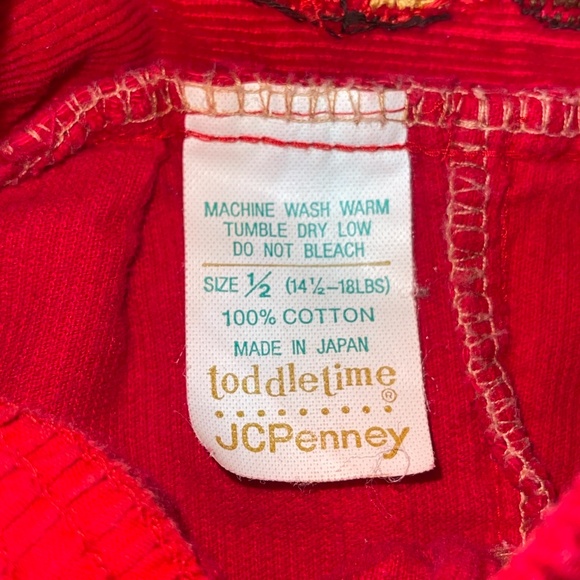 MACHINE WASH WARM
TUMBLE DRY LOW
DO NOT BLEACH
SIZE ½ (14½–18LBS)
100% COTTON
MADE IN JAPAN
toddletime®
JCPenney